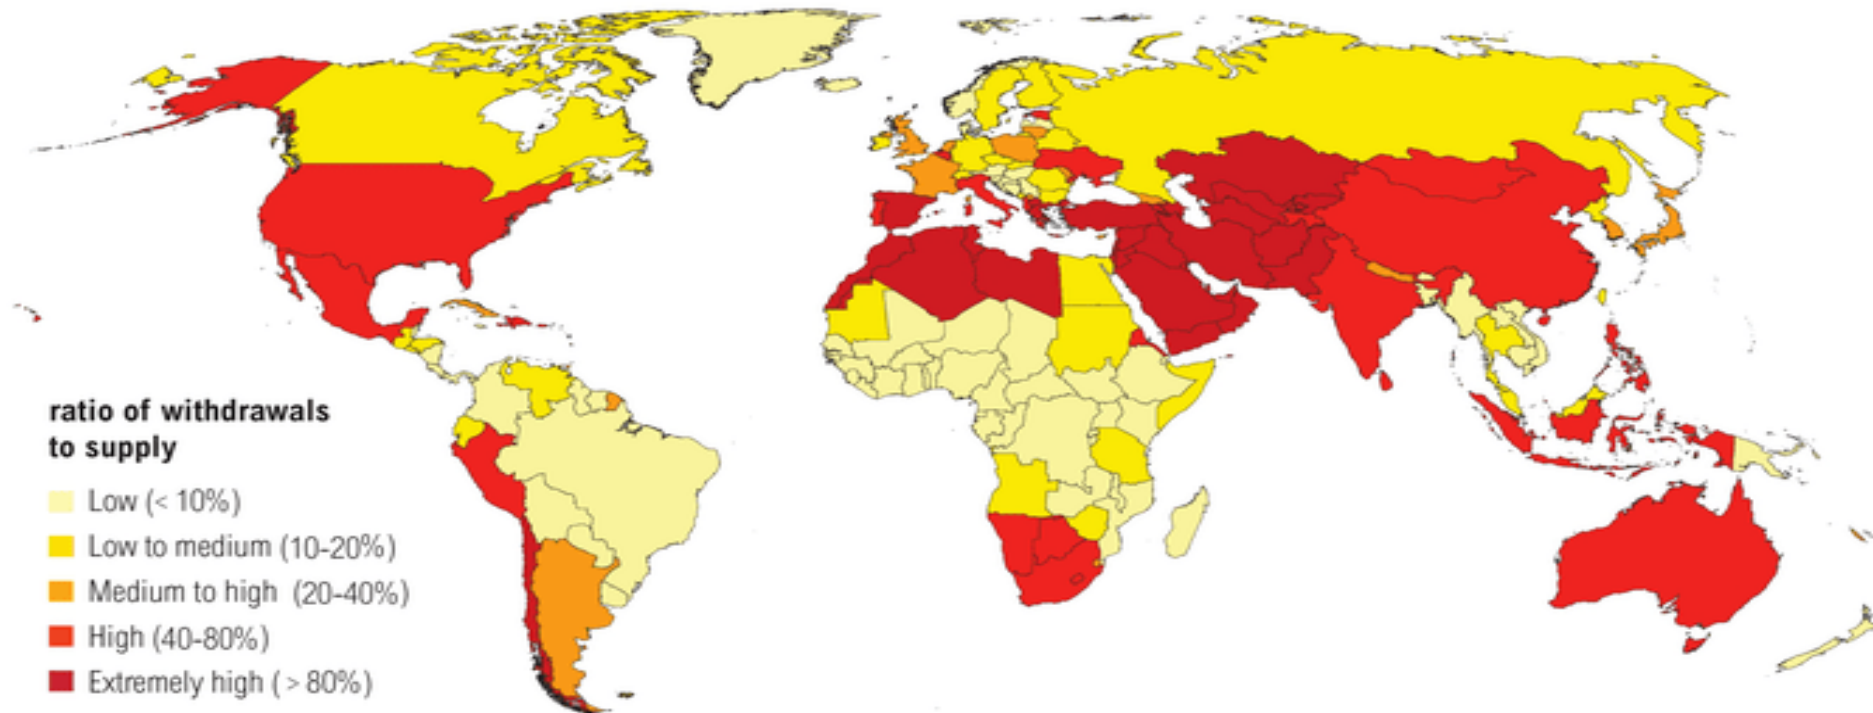 ratio of withdrawals
to supply
Low (< 10%)
Low to medium (10-20%)
Medium to high (20-40%)
High (40-80%)
Extremely high ( > 80%)